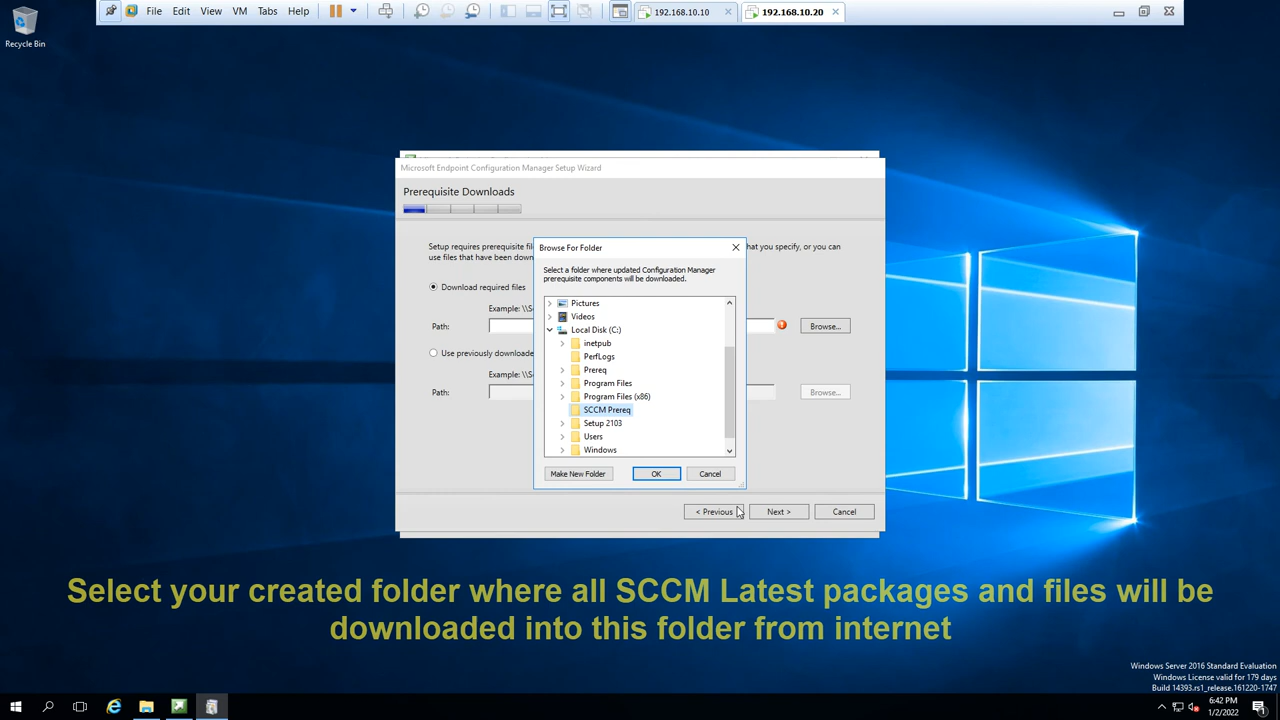 File Edit View VM Tabs Help
192.168.10.10
192.168.10.20
Recycle Bin
Microsoft Endpoint Configuration Manager Setup Wizard
Prerequisite Downloads
Setup requires prerequisite fil
that you specify, or you can
use files that have been down
Download required files
Example: \\S
Path:
Browse...
Use previously downloade
Example: \\S
Path:
Browse...
< Previous
Next >
Cancel
Browse For Folder
Select a folder where updated Configuration Manager
prerequisite components will be downloaded.
Pictures
Videos
Local Disk (C:)
inetpub
PerfLogs
Prereq
Program Files
Program Files (x86)
SCCM Prereq
Setup 2103
Users
Windows
Make New Folder
OK
Cancel
Select your created folder where all SCCM Latest packages and files will be
downloaded into this folder from internet
Windows Server 2016 Standard Evaluation
Windows License valid for 179 days
Build 14393.rs1_release.161220-1747
6:42 PM
1/2/2022